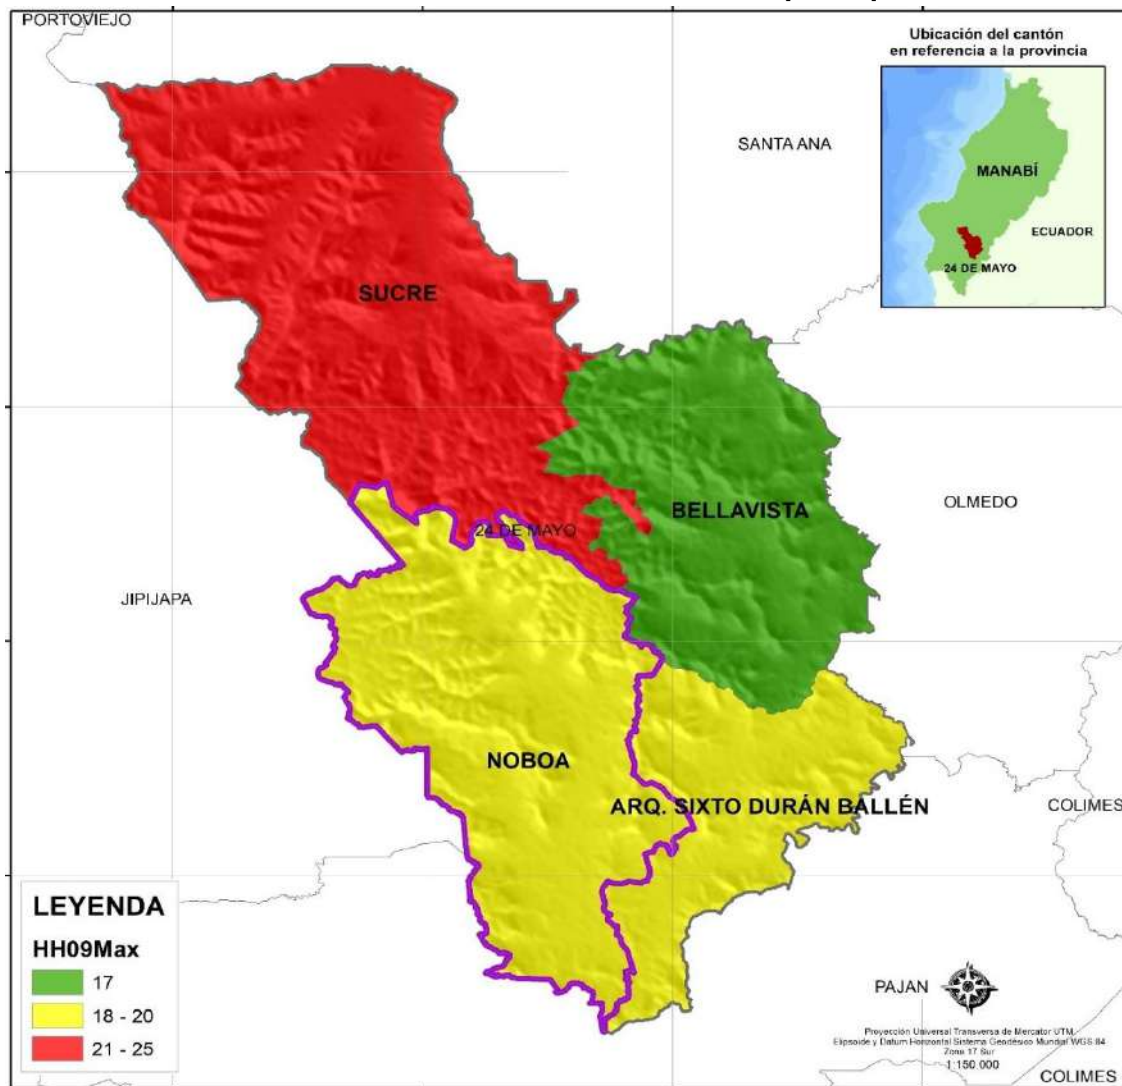 PORTOVIEJO
Ubicación del cantón
en referencia a la provincia
MANABÍ
ECUADOR
24 DE MAYO
SANTA ANA
SUCRE
BELLAVISTA
OLMEDO
24 DE MAYO
JIPIJAPA
NOBOA
ARQ. SIXTO DURÁN BALLÉN
COLIMES
LEYENDA
HH09Max
17
18 - 20
21 - 25
PAJAN
Proyección Universal Transversa de Mercator UTM
Elipsoide y Datum Horizontal Sistema Geodésico Mundial WGS 84
Zona 17 Sur
1:150.000
COLIMES